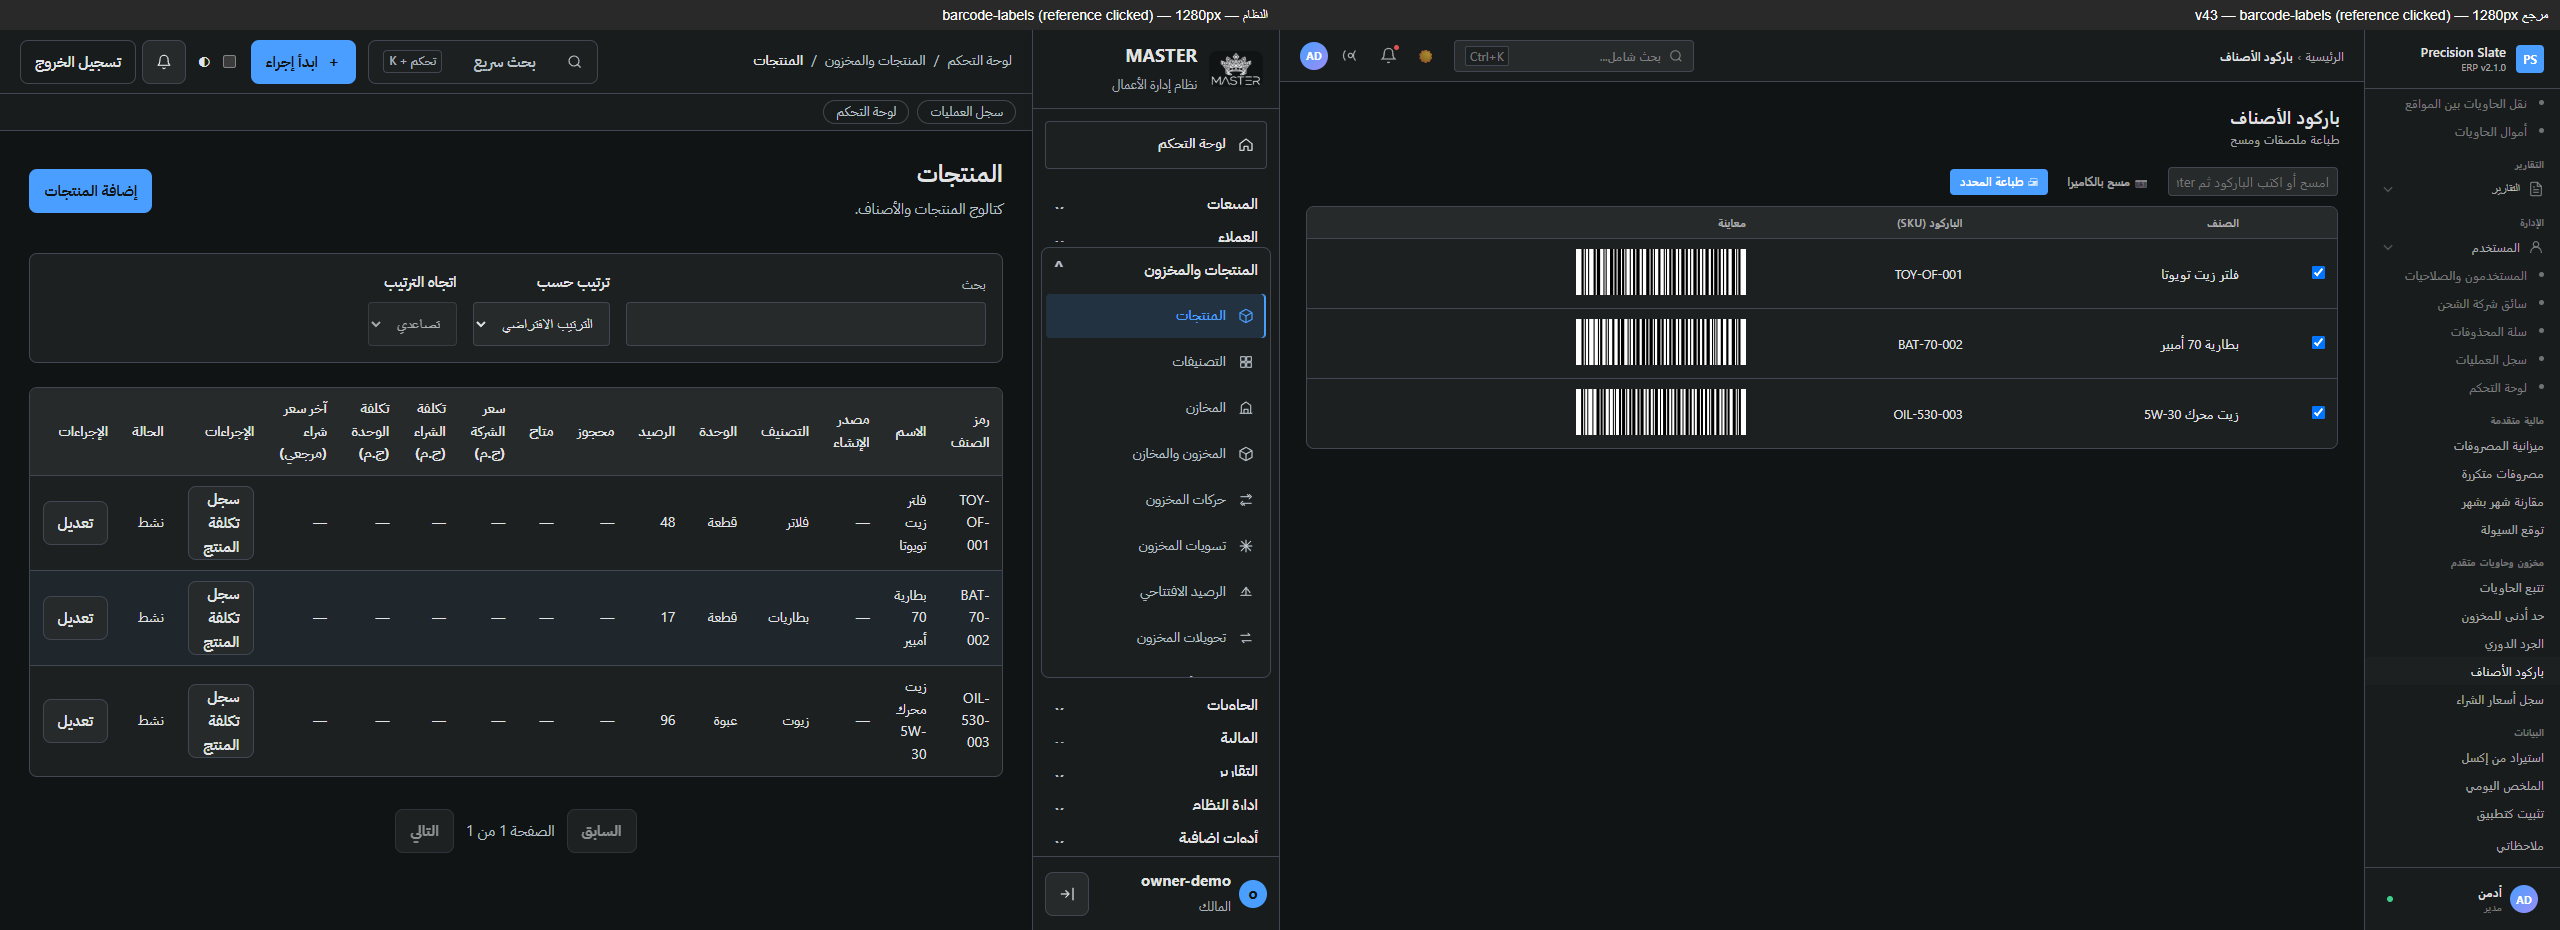 مرجع v43 — barcode-labels (reference clicked) — 1280px
PS
Precision Slate
ERP v2.1.0
نقل الحاويات بين المواقع
أموال الحاويات
التقارير
التقارير
الإدارة
المستخدم
المستخدمون والصلاحيات
سائق شركة الشحن
سلة المحذوفات
سجل العمليات
لوحة التحكم
مالية متقدمة
ميزانية المصروفات
مصروفات متكررة
مقارنة شهر بشهر
توقع السيولة
مخزون وحاويات متقدم
تتبع الحاويات
حد أدنى للمخزون
الجرد الدوري
باركود الأصناف
سجل أسعار الشراء
البيانات
استيراد من إكسل
الملخص اليومي
تثبيت كتطبيق
ملاحظاتي
AD
أدمن
مدير
الرئيسية › باركود الأصناف
بحث شامل...
Ctrl+K
AD
باركود الأصناف
طباعة ملصقات ومسح
امسح أو اكتب الباركود ثم
مسح بالكاميرا
طباعة المحدد
الصنف الباركود (SKU) معاينة
فلتر زيت تويوتا TOY-OF-001
بطارية 70 أمبير BAT-70-002
زيت محرك 5W-30 OIL-530-003
النظام — barcode-labels (reference clicked) — 1280px
MASTER
MASTER
نظام إدارة الأعمال
لوحة التحكم
المبيعات
العملاء
المنتجات والمخزون
المنتجات
التصنيفات
المخازن
المخزون والمخازن
حركات المخزون
تسويات المخزون
الرصيد الافتتاحي
تحويلات المخزون
الحاويات
المالية
التقارير
إدارة النظام
أدوات إضافية
o
owner-demo
المالك
لوحة التحكم / المنتجات والمخزون / المنتجات
بحث سريع
تحكم + K
+ ابدأ إجراء
تسجيل الخروج
سجل العمليات
لوحة التحكم
المنتجات
كتالوج المنتجات والأصناف.
إضافة المنتجات
بحث
ترتيب حسب
الترتيب الافتراضي
اتجاه الترتيب
تصاعدي
رمز الصنف الاسم مصدر الإنشاء التصنيف الوحدة الرصيد محجوز متاح سعر الشركة (ج.م) تكلفة الشراء (ج.م) تكلفة الوحدة (ج.م) آخر سعر شراء (مرجعي) الإجراءات الحالة الإجراءات
TOY-OF-001 فلتر زيت تويوتا — فلاتر قطعة 48 — — — — — — سجل تكلفة المنتج نشط تعديل
BAT-70-002 بطارية 70 أمبير — بطاريات قطعة 17 — — — — — — سجل تكلفة المنتج نشط تعديل
OIL-530-003 زيت محرك 5W-30 — زيوت عبوة 96 — — — — — — سجل تكلفة المنتج نشط تعديل
السابق
الصفحة 1 من 1
التالي